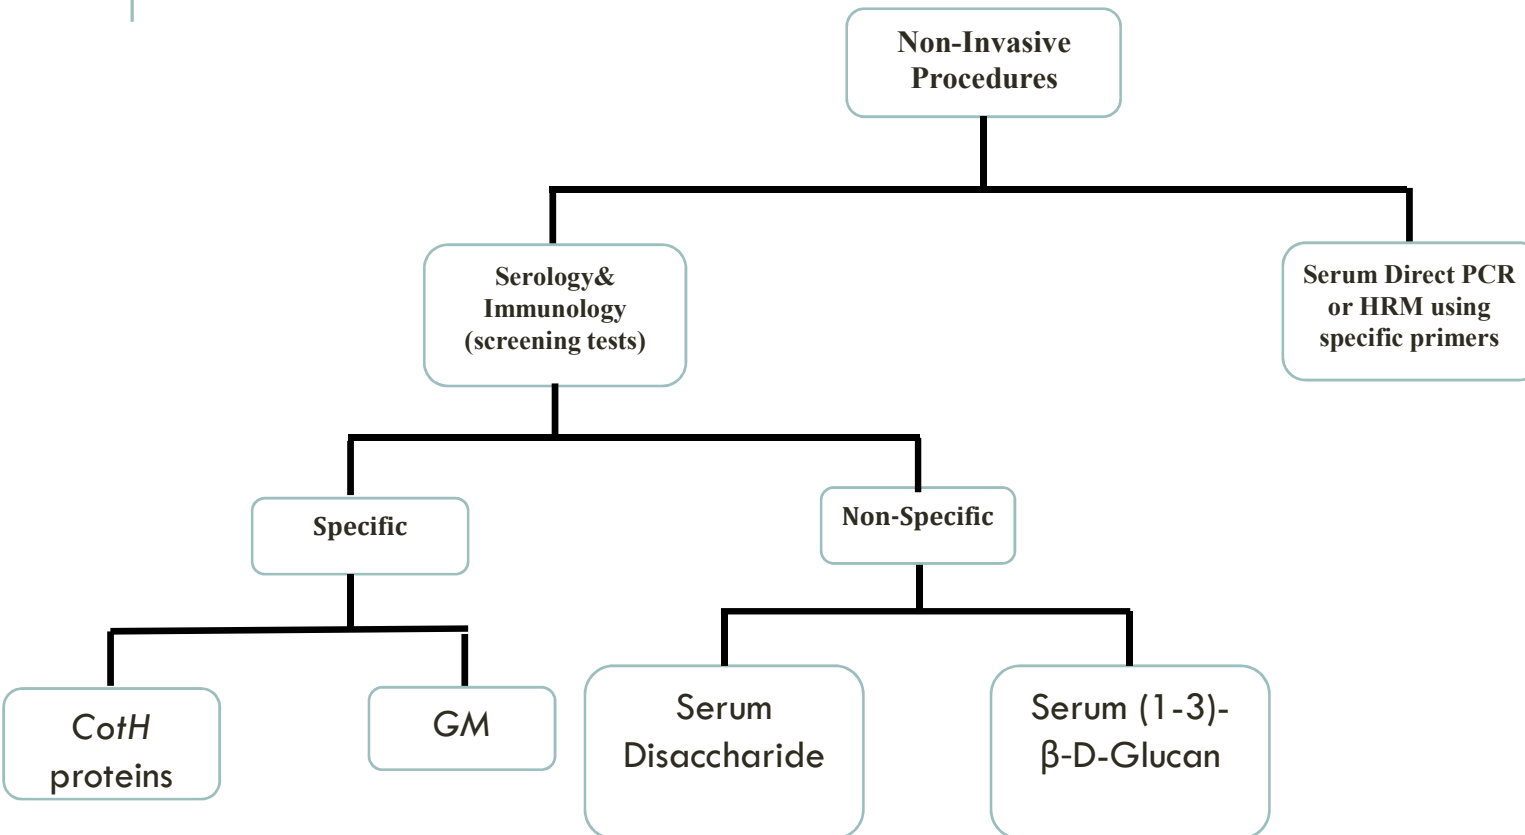 Non-Invasive
Procedures
Serology&
Immunology
(screening tests)
Serum Direct PCR
or HRM using
specific primers
Specific
Non-Specific
CotH
proteins
GM
Serum
Disaccharide
Serum (1-3)-
β-D-Glucan